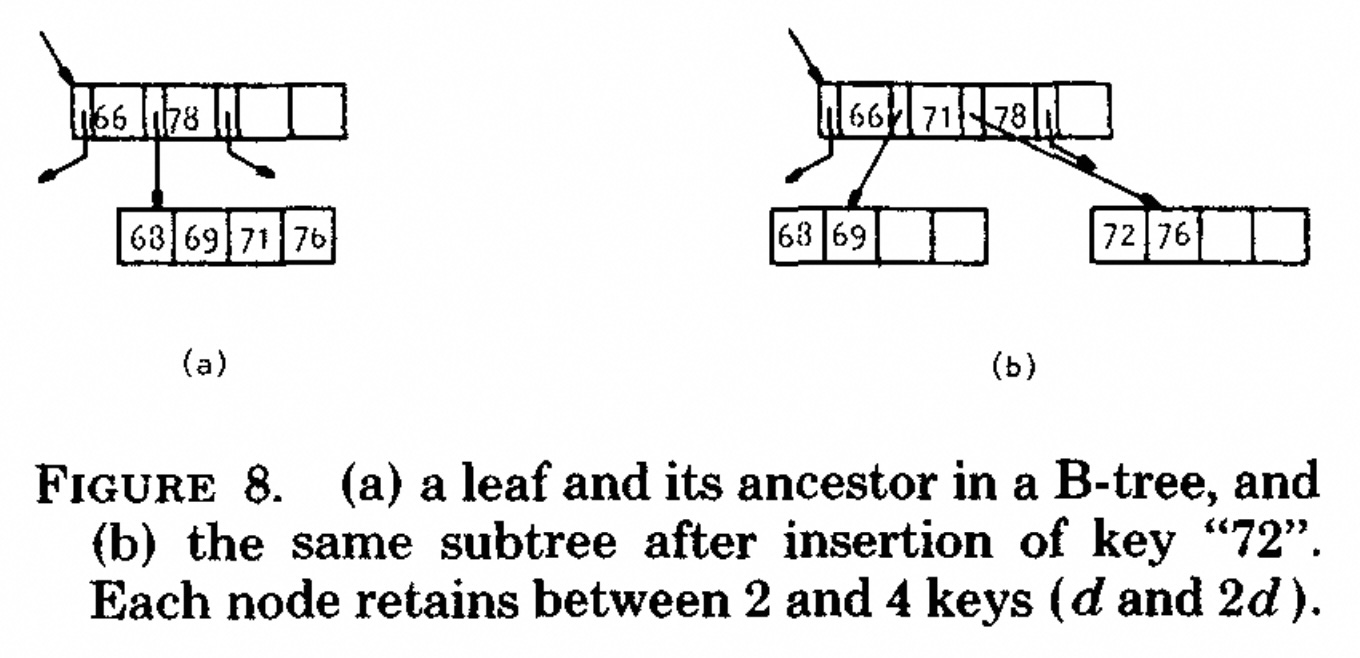 66 78
66 71 78
68 69 71 76
68 69
72 76
(a)
(b)
FIGURE 8. (a) a leaf and its ancestor in a B-tree, and
(b) the same subtree after insertion of key “72”.
Each node retains between 2 and 4 keys (d and 2d).